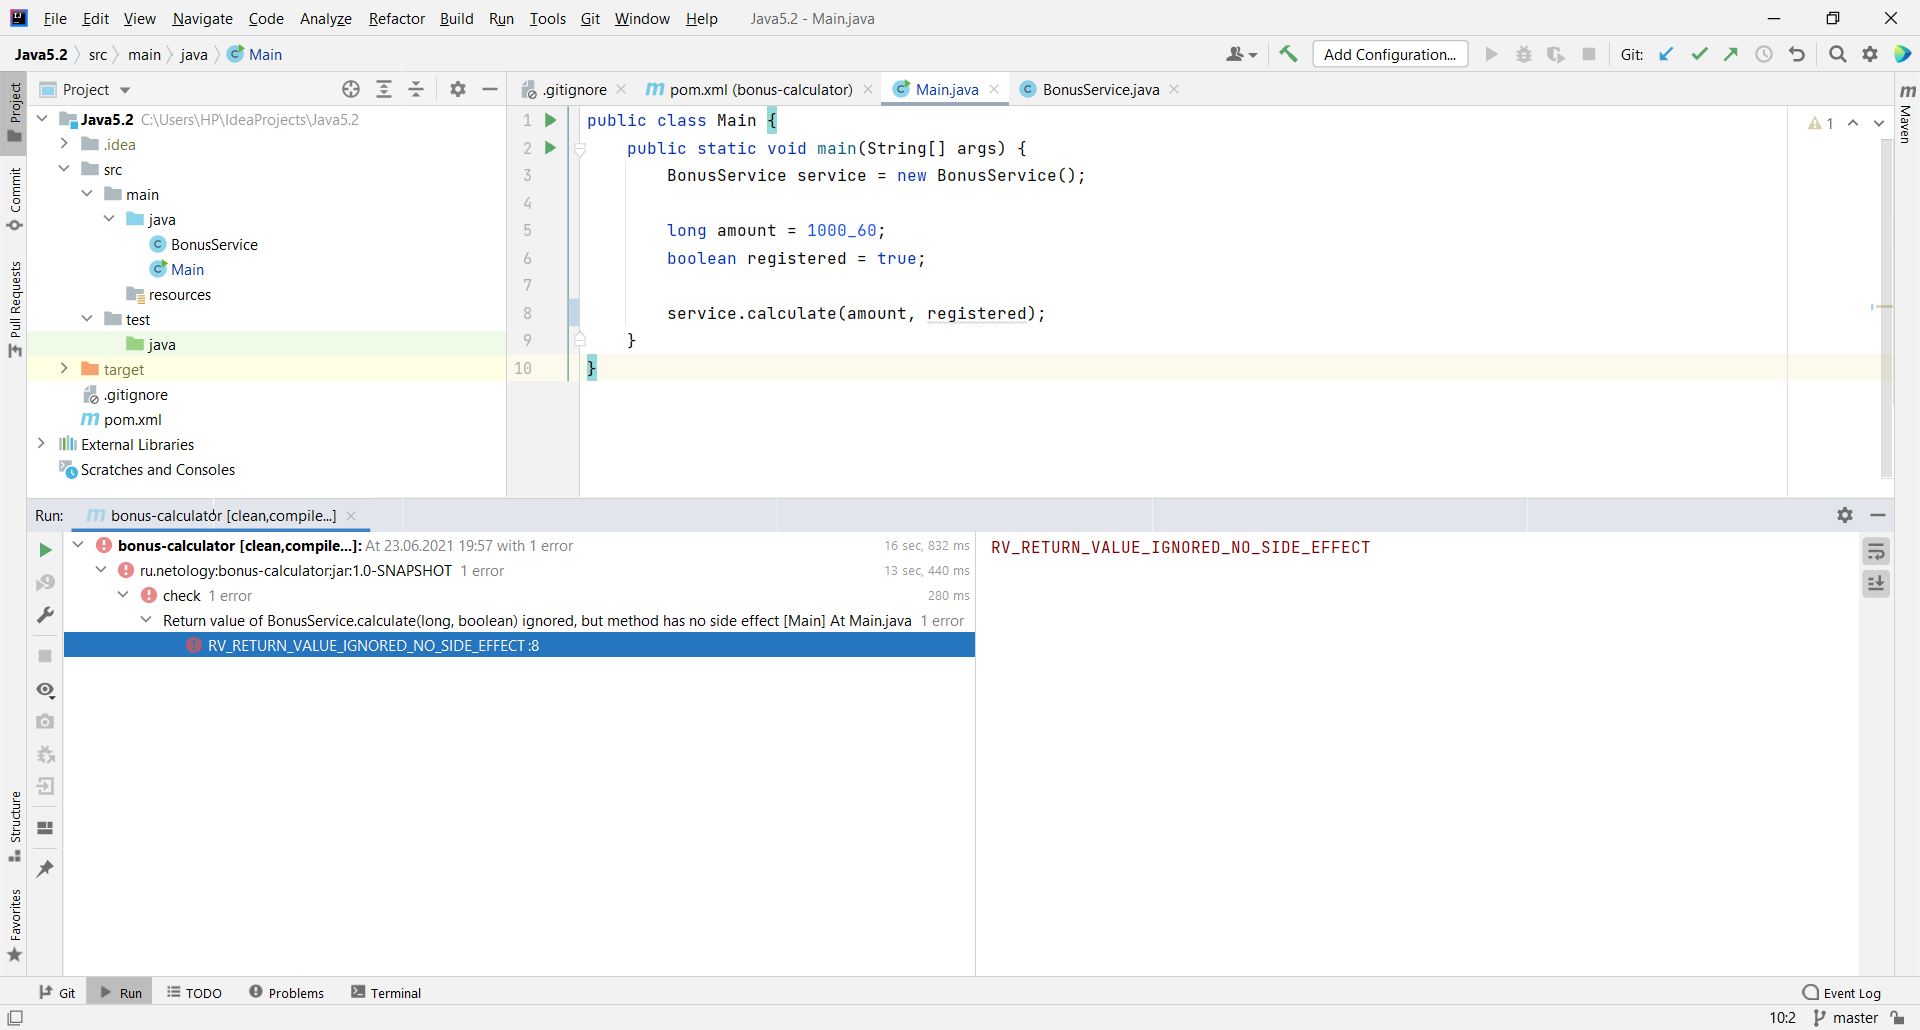 File Edit View Navigate Code Analyze Refactor Build Run Tools Git Window Help Java5.2 - Main.java
Java5.2 src main java Main Add Configuration... Git:
Project
.gitignore pom.xml (bonus-calculator) Main.java BonusService.java
Project
Commit
Pull Requests
Structure
Favorites
Maven
Java5.2 C:\Users\HP\IdeaProjects\Java5.2
.idea
src
main
java
BonusService
Main
resources
test
java
target
.gitignore
pom.xml
External Libraries
Scratches and Consoles
1 public class Main {
2 public static void main(String[] args) {
3 BonusService service = new BonusService();
4
5 long amount = 1000_60;
6 boolean registered = true;
7
8 service.calculate(amount, registered);
9 }
10 }
1
Run: bonus-calculator [clean,compile...]
bonus-calculator [clean,compile...]: At 23.06.2021 19:57 with 1 error 16 sec, 832 ms
ru.netology:bonus-calculator:jar:1.0-SNAPSHOT 1 error 13 sec, 440 ms
check 1 error 280 ms
Return value of BonusService.calculate(long, boolean) ignored, but method has no side effect [Main] At Main.java 1 error
RV_RETURN_VALUE_IGNORED_NO_SIDE_EFFECT :8
RV_RETURN_VALUE_IGNORED_NO_SIDE_EFFECT
Git Run TODO Problems Terminal Event Log
10:2 master